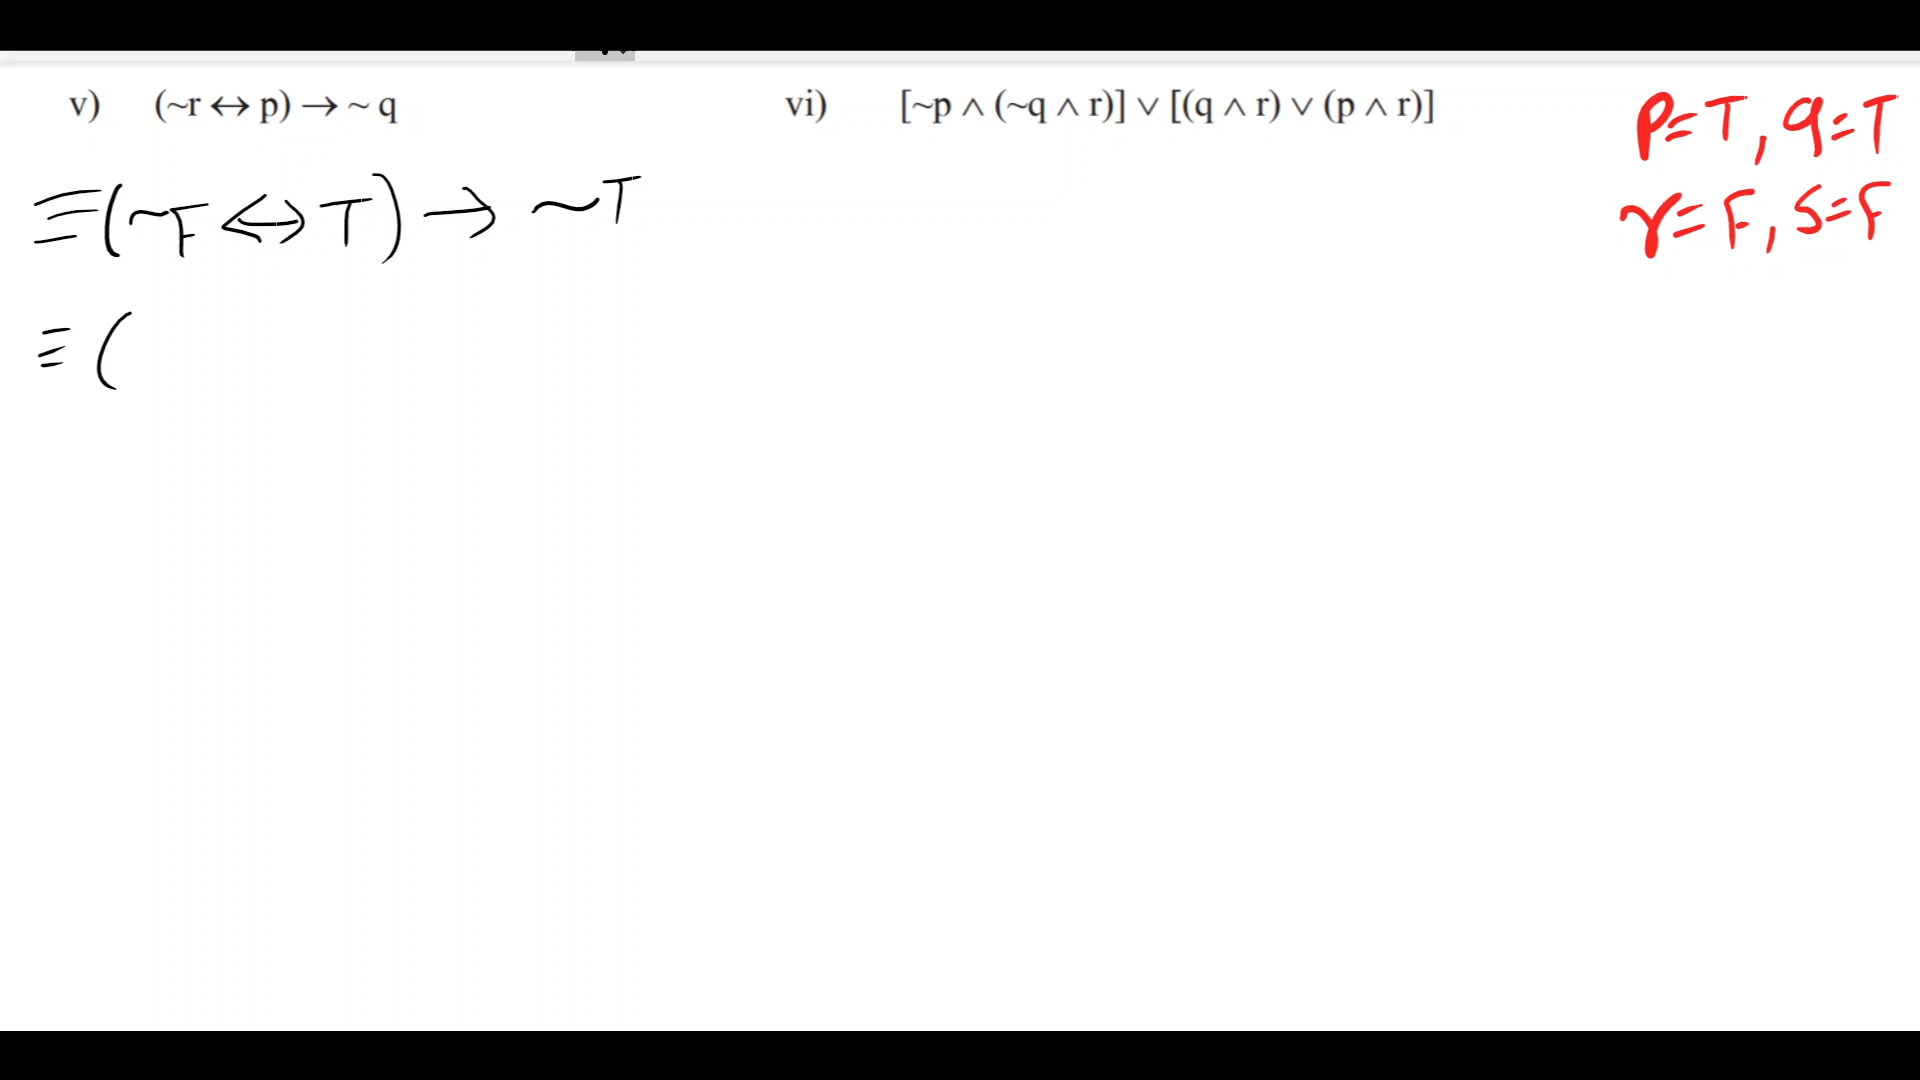 v) (~r ↔ p) → ~ q
≡ (~F ↔ T) → ~T
≡ (
vi) [~p ∧ (~q ∧ r)] ∨ [(q ∧ r) ∨ (p ∧ r)]
p=T, q=T
r=F, s=F